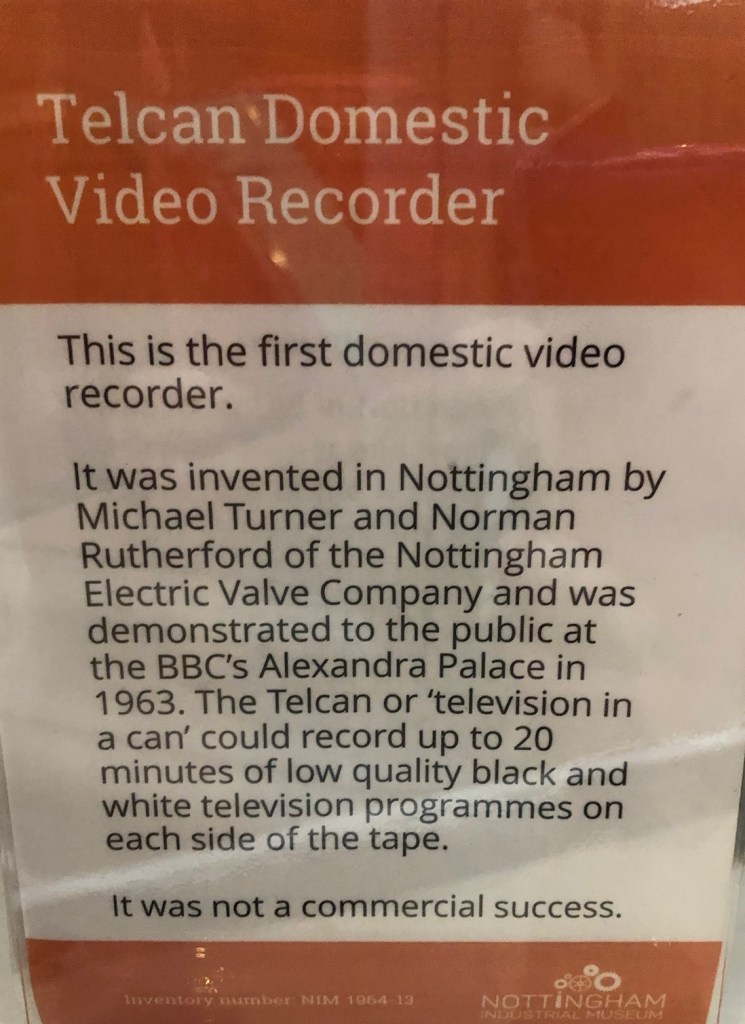 Telcan Domestic
Video Recorder
This is the first domestic video
recorder.
It was invented in Nottingham by
Michael Turner and Norman
Rutherford of the Nottingham
Electric Valve Company and was
demonstrated to the public at
the BBC's Alexandra Palace in
1963. The Telcan or ‘television in
a can’ could record up to 20
minutes of low quality black and
white television programmes on
each side of the tape.
It was not a commercial success.
Inventory number NIM 1964-13
NOTTINGHAM
INDUSTRIAL MUSEUM